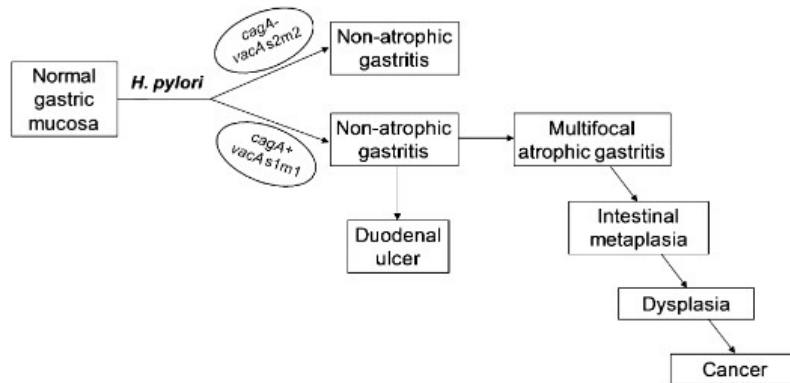 cagA-
vacAs2m2
Non-atrophic
gastritis
Normal
gastric
mucosa
H. pylori
cagA+
vacAs1m1
Non-atrophic
gastritis
Multifocal
atrophic gastritis
Duodenal
ulcer
Intestinal
metaplasia
Dysplasia
Cancer